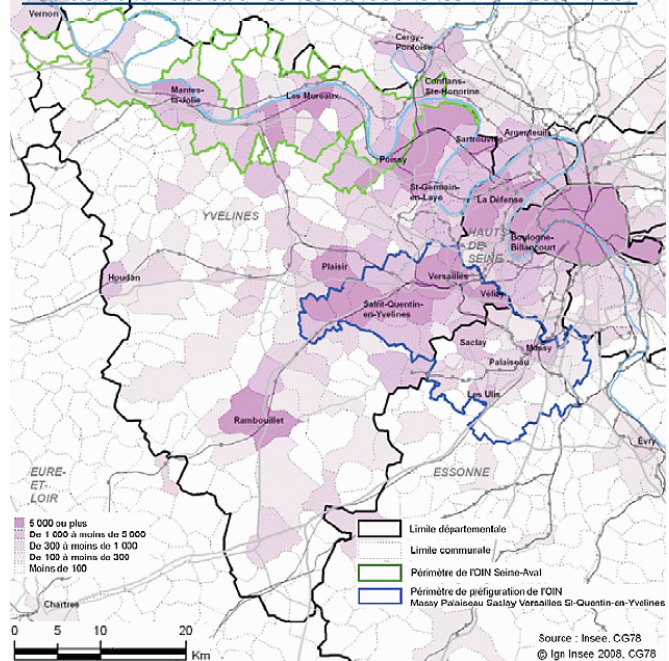 Vernon
Cergy-
Pontoise
Conflans-
Ste-Honorine
Mantes-
la-Jolie
Les Mureaux
Sartrouville
Argenteuil
Poissy
St-Germain-
en-Laye
La Défense
YVELINES
HAUTS
DE
SEINE
Boulogne-
Billancourt
Plaisir
Versailles
Houdan
Vélizy
Saint-Quentin-
en-Yvelines
Saclay
Massy
Palaiseau
Les Ulis
Rambouillet
Évry
EURE-
ET-
LOIR
ESSONNE
5 000 ou plus
De 1 000 à moins de 5 000
De 300 à moins de 1 000
De 100 à moins de 300
Moins de 100
Limite départementale
Limite communale
Périmètre de l'OIN Seine-Aval
Périmètre de préfiguration de l'OIN
Massy Palaiseau Saclay Versailles St-Quentin-en-Yvelines
Chartres
0 5 10 20
Km
Source : Insee, CG78
© Ign Insee 2008, CG78